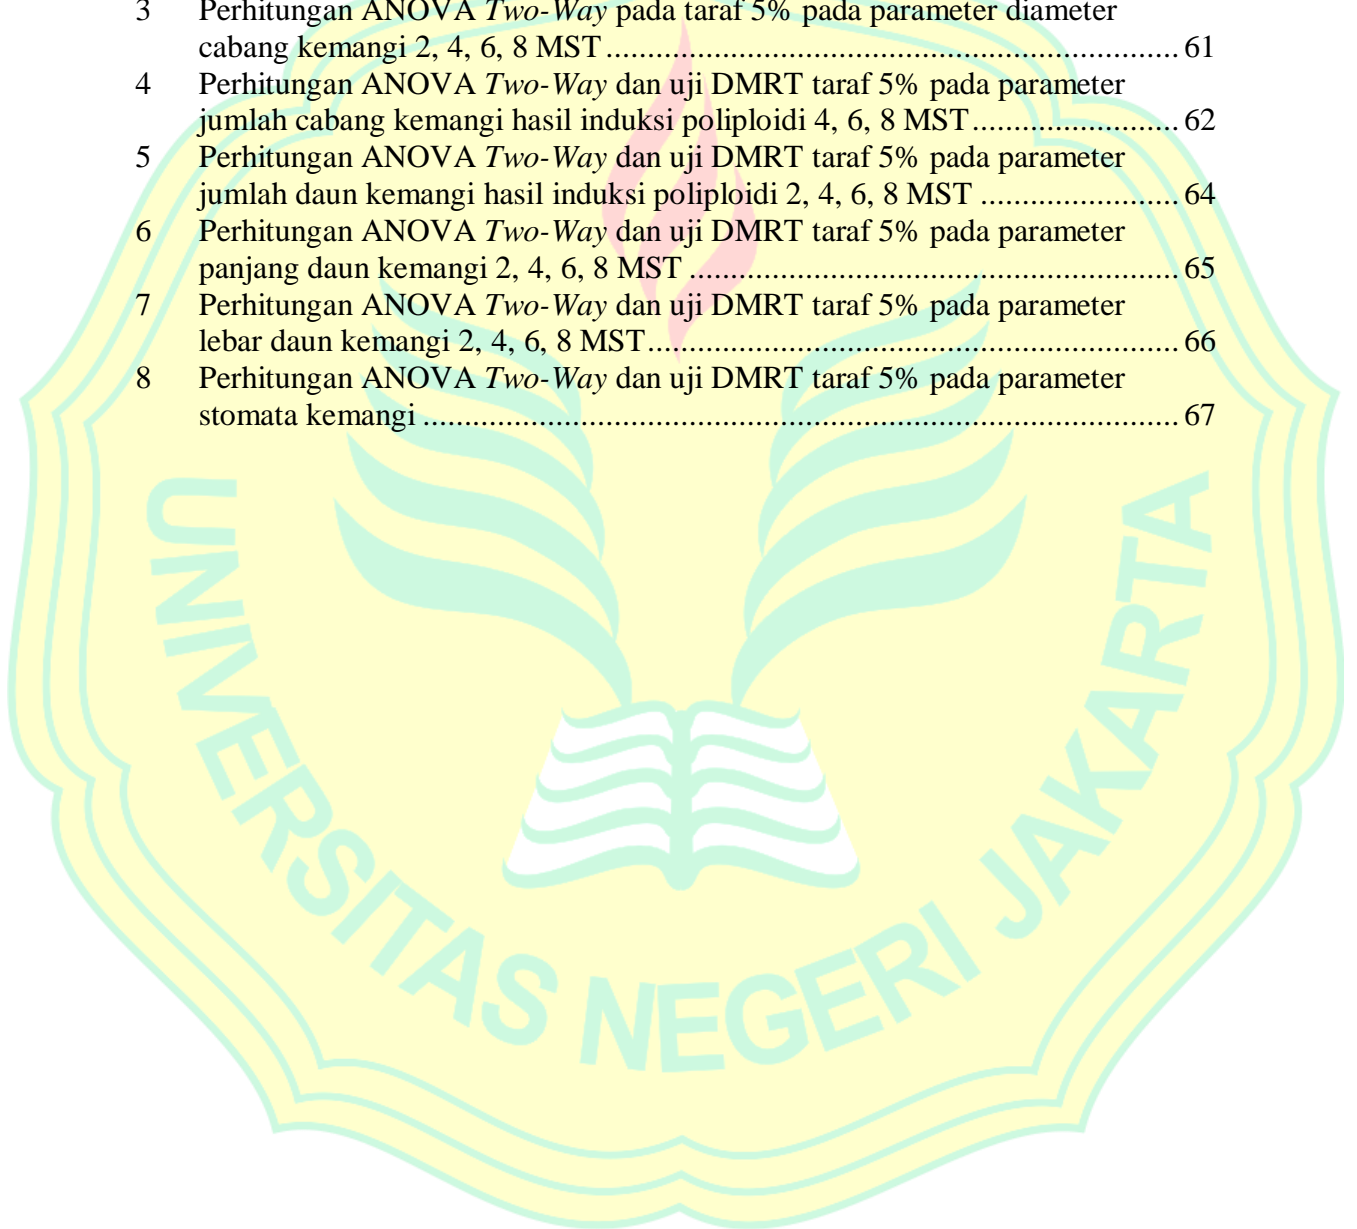 3 Perhitungan ANOVA Two-Way pada taraf 5% pada parameter diameter
cabang kemangi 2, 4, 6, 8 MST ..................................................................... 61
4 Perhitungan ANOVA Two-Way dan uji DMRT taraf 5% pada parameter
jumlah cabang kemangi hasil induksi poliploidi 4, 6, 8 MST ......................... 62
5 Perhitungan ANOVA Two-Way dan uji DMRT taraf 5% pada parameter
jumlah daun kemangi hasil induksi poliploidi 2, 4, 6, 8 MST ........................ 64
6 Perhitungan ANOVA Two-Way dan uji DMRT taraf 5% pada parameter
panjang daun kemangi 2, 4, 6, 8 MST ........................................................... 65
7 Perhitungan ANOVA Two-Way dan uji DMRT taraf 5% pada parameter
lebar daun kemangi 2, 4, 6, 8 MST ................................................................ 66
8 Perhitungan ANOVA Two-Way dan uji DMRT taraf 5% pada parameter
stomata kemangi ............................................................................................ 67
UNIVERSITAS NEGERI JAKARTA